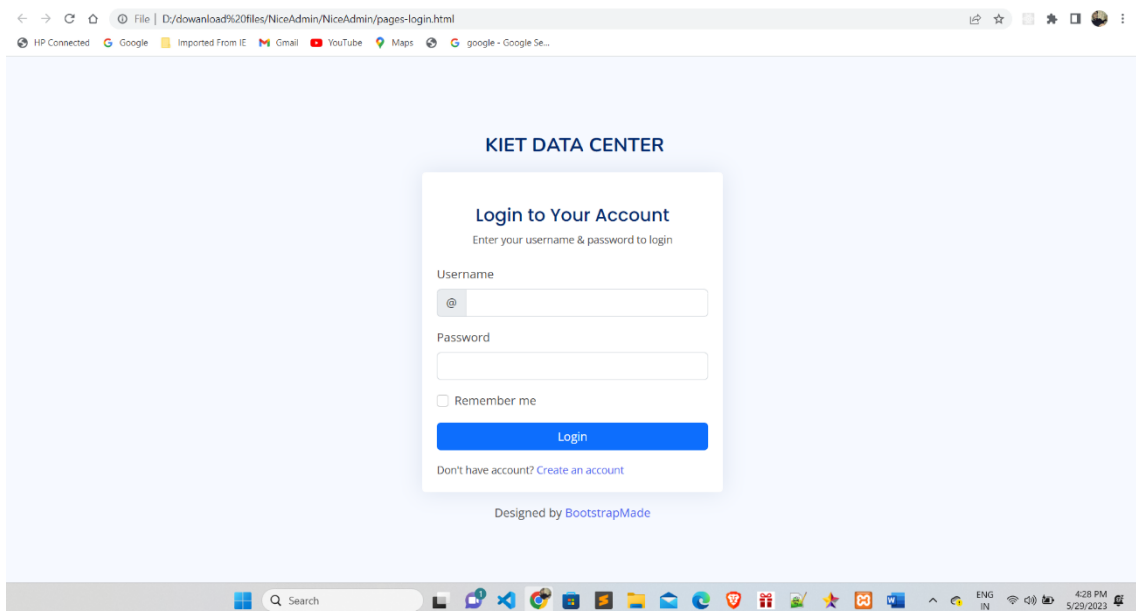 File | D:/dowanload%20files/NiceAdmin/NiceAdmin/pages-login.html
HP Connected Google Imported From IE Gmail YouTube Maps google - Google Se...
KIET DATA CENTER
Login to Your Account
Enter your username & password to login
Username
@
Password
Remember me
Login
Don't have account? Create an account
Designed by BootstrapMade
Search
ENG 4:28 PM
IN 5/29/2023